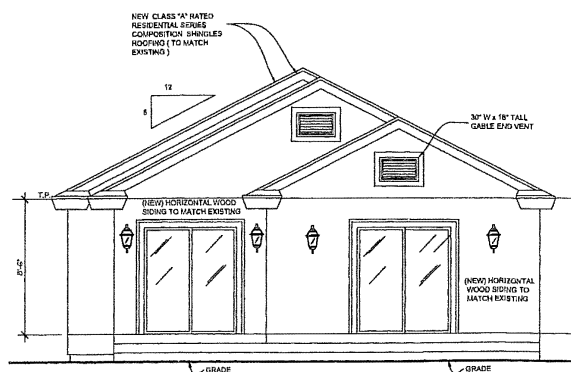 NEW CLASS "A" RATED
RESIDENTIAL SERIES
COMPOSITION SHINGLES
ROOFING ( TO MATCH
EXISTING )
12
6
30" W x 18" TALL
GABLE END VENT
T.P.
(NEW) HORIZONTAL WOOD
SIDING TO MATCH EXISTING
8'-6"
(NEW) HORIZONTAL
WOOD SIDING TO
MATCH EXISTING
GRADE
GRADE